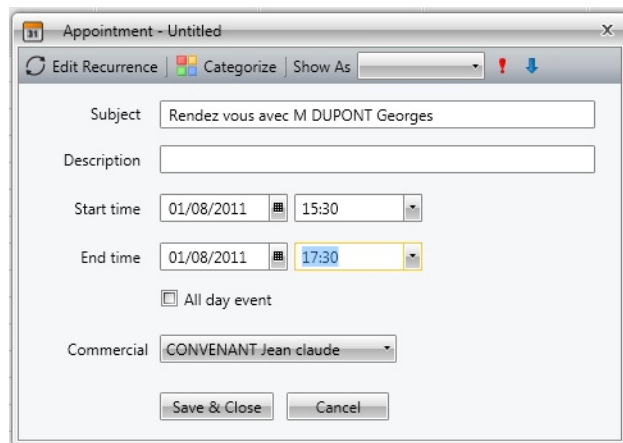 31 Appointment - Untitled X
Edit Recurrence Categorize Show As
Subject Rendez vous avec M DUPONT Georges
Description
Start time 01/08/2011 15:30
End time 01/08/2011 17:30
All day event
Commercial CONVENANT Jean claude
Save & Close Cancel